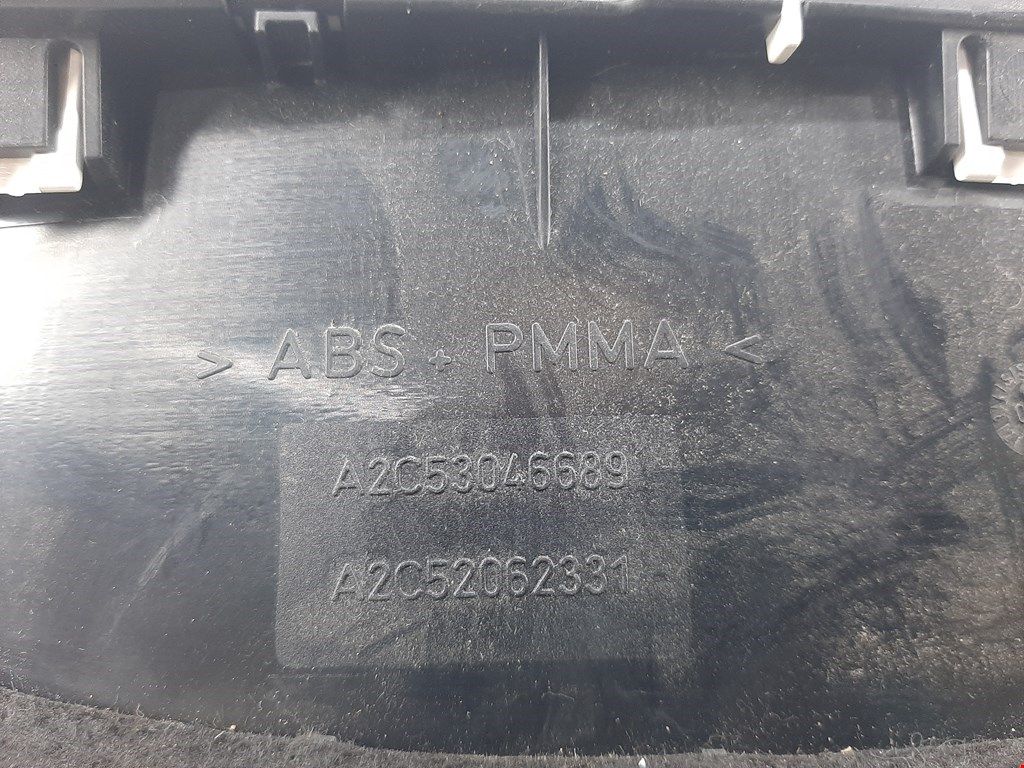 > ABS + PMMA <
A2C53046689
A2C52062331